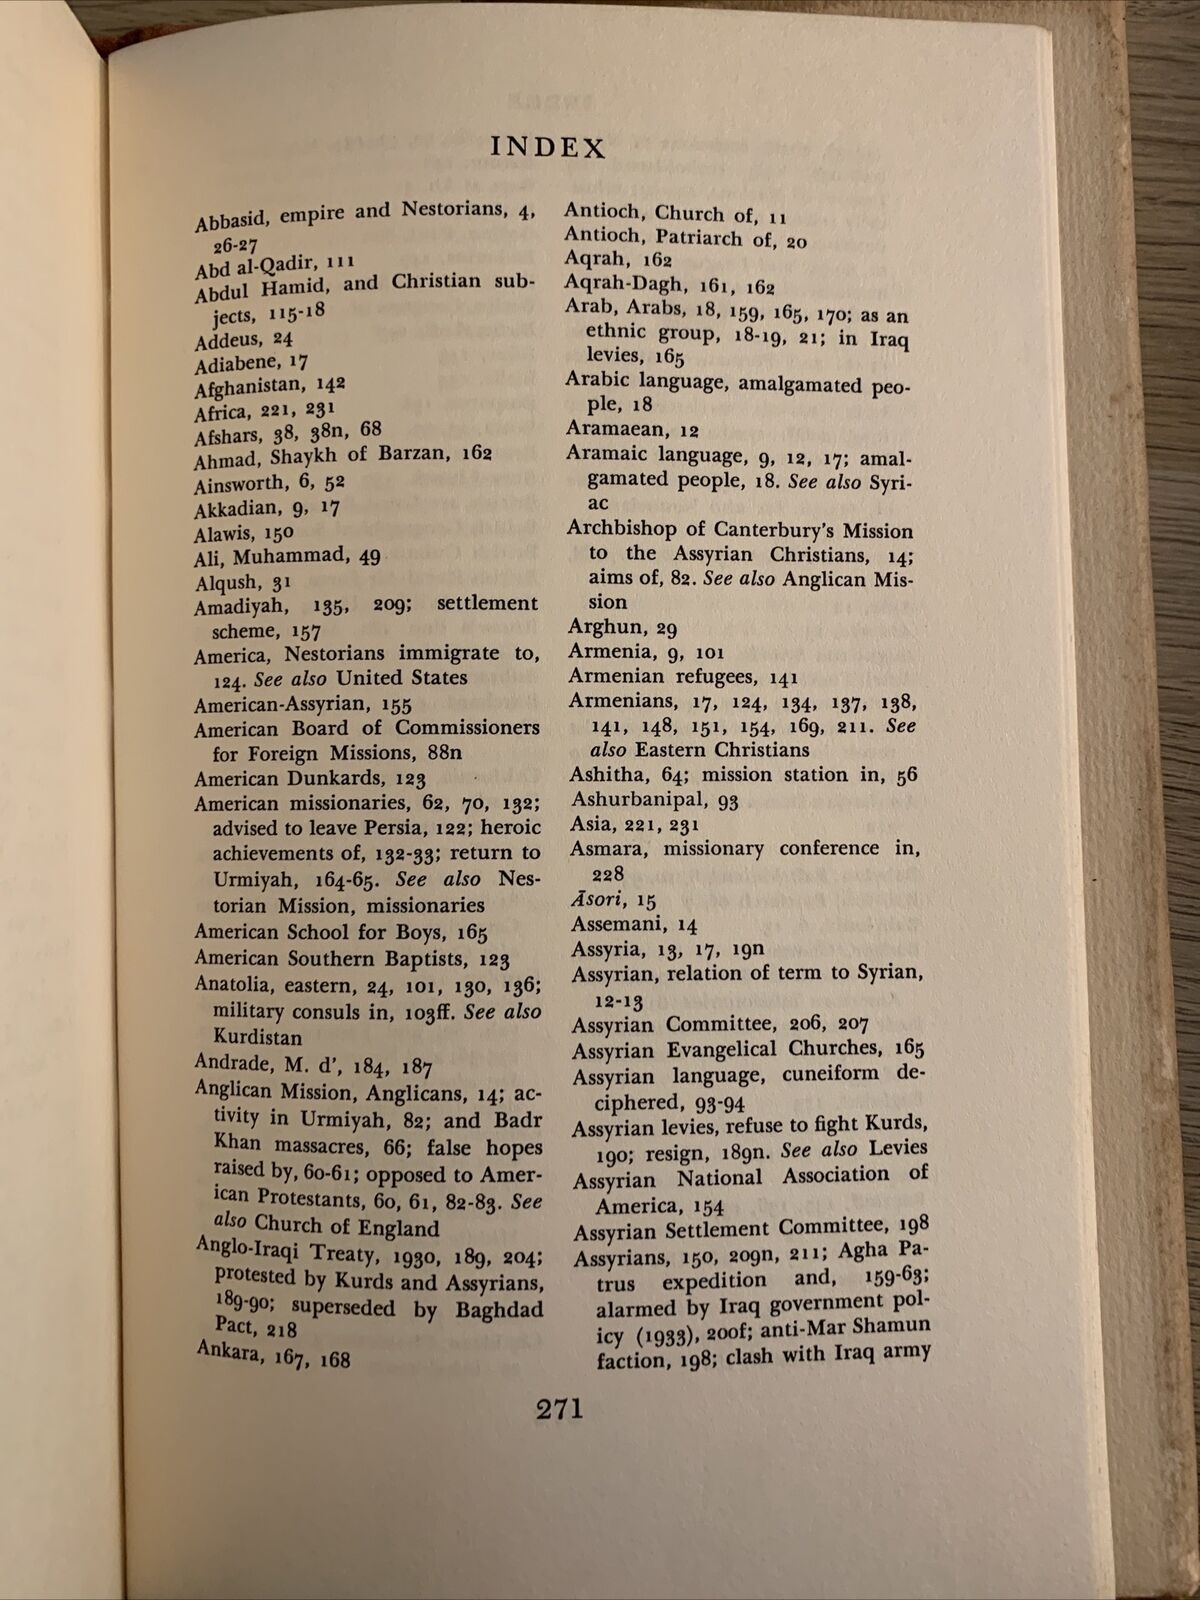 INDEX
Abbasid, empire and Nestorians, 4,
26-27
Abd al-Qadir, 111
Abdul Hamid, and Christian sub-
jects, 115-18
Addeus, 24
Adiabene, 17
Afghanistan, 142
Africa, 221, 231
Afshars, 38, 38n, 68
Ahmad, Shaykh of Barzan, 162
Ainsworth, 6, 52
Akkadian, 9, 17
Alawis, 150
Ali, Muhammad, 49
Alqush, 31
Amadiyah, 135, 209; settlement
scheme, 157
America, Nestorians immigrate to,
124. See also United States
American-Assyrian, 155
American Board of Commissioners
for Foreign Missions, 88n
American Dunkards, 123
American missionaries, 62, 70, 132;
advised to leave Persia, 122; heroic
achievements of, 132-33; return to
Urmiyah, 164-65. See also Nes-
torian Mission, missionaries
American School for Boys, 165
American Southern Baptists, 123
Anatolia, eastern, 24, 101, 130, 136;
military consuls in, 103ff. See also
Kurdistan
Andrade, M. d', 184, 187
Anglican Mission, Anglicans, 14; ac-
tivity in Urmiyah, 82; and Badr
Khan massacres, 66; false hopes
raised by, 60-61; opposed to Amer-
ican Protestants, 60, 61, 82-83. See
also Church of England
Anglo-Iraqi Treaty, 1930, 189, 204;
protested by Kurds and Assyrians,
189-90; superseded by Baghdad
Pact, 218
Ankara, 167, 168
Antioch, Church of, 11
Antioch, Patriarch of, 20
Aqrah, 162
Aqrah-Dagh, 161, 162
Arab, Arabs, 18, 159, 165, 170; as an
ethnic group, 18-19, 21; in Iraq
levies, 165
Arabic language, amalgamated peo-
ple, 18
Aramaean, 12
Aramaic language, 9, 12, 17; amal-
gamated people, 18. See also Syri-
ac
Archbishop of Canterbury's Mission
to the Assyrian Christians, 14;
aims of, 82. See also Anglican Mis-
sion
Arghun, 29
Armenia, 9, 101
Armenian refugees, 141
Armenians, 17, 124, 134, 137, 138,
141, 148, 151, 154, 169, 211. See
also Eastern Christians
Ashitha, 64; mission station in, 56
Ashurbanipal, 93
Asia, 221, 231
Asmara, missionary conference in,
228
Āsori, 15
Assemani, 14
Assyria, 13, 17, 19n
Assyrian, relation of term to Syrian,
12-13
Assyrian Committee, 206, 207
Assyrian Evangelical Churches, 165
Assyrian language, cuneiform de-
ciphered, 93-94
Assyrian levies, refuse to fight Kurds,
190; resign, 189n. See also Levies
Assyrian National Association of
America, 154
Assyrian Settlement Committee, 198
Assyrians, 150, 209n, 211; Agha Pa-
trus expedition and, 159-63;
alarmed by Iraq government pol-
icy (1933), 200f; anti-Mar Shamun
faction, 198; clash with Iraq army
271